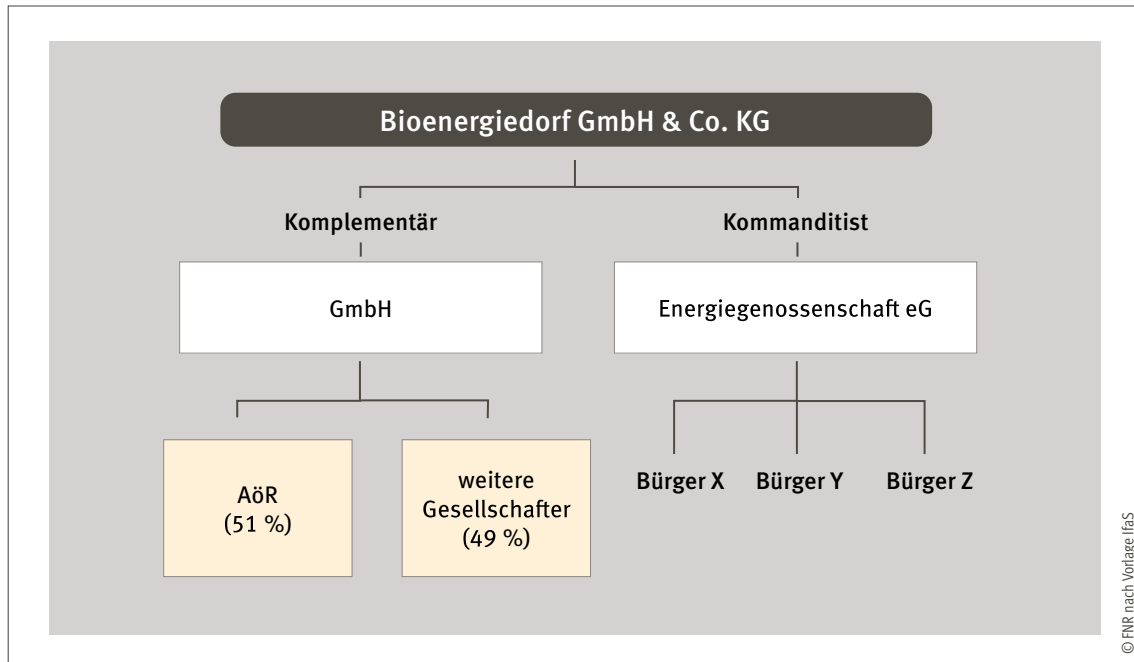 Bioenergiedorf GmbH & Co. KG
Komplementär
Kommanditist
GmbH
Energiegenossenschaft eG
AöR
(51 %)
weitere
Gesellschafter
(49 %)
Bürger X
Bürger Y
Bürger Z
© FNR nach Vorlage IfaS